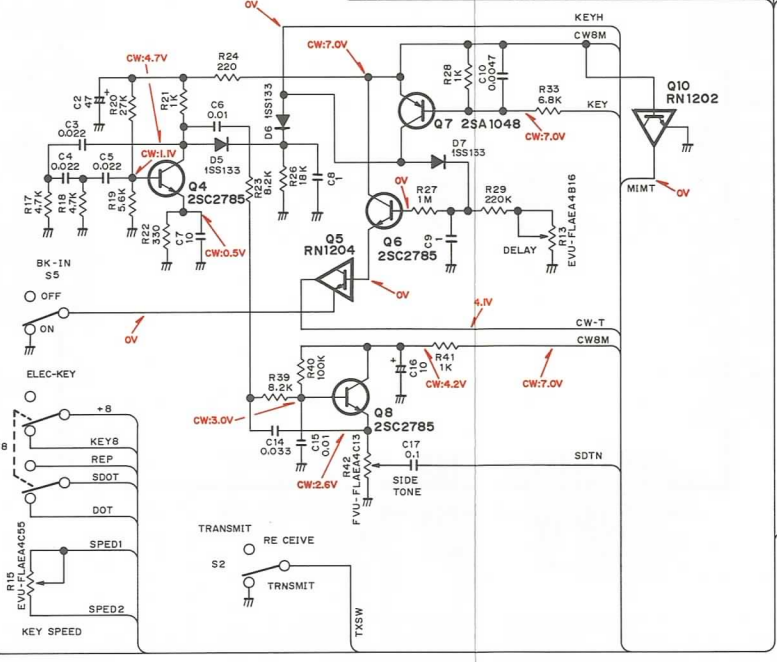 0V
KEYH
CW8M
CW:7.0V
CW:4.7V
R24
220
R28
1K
C10
0.0047
Q10
RN1202
R33
6.8K
KEY
C2
47
R20
27K
R21
1K
C6
0.01
D6 1SS133
Q7 2SA1048
CW:7.0V
C3
0.022
CW:1.1V
C4
0.022
C5
0.022
D5
1SS133
D7
1SS133
R17
4.7K
R18
4.7K
R19
5.6K
Q4
2SC2785
R23
8.2K
R26
18K
C8
1
0V
R27
1M
R29
220K
MIMT
0V
R22
330
C7
10
CW:0.5V
Q6
2SC2785
C9
1
DELAY
R13
EVU-FLAEA4B16
Q5
RN1204
BK-IN
S5
OFF
ON
0V
0V
4.1V
CW-T
CW8M
ELEC-KEY
R40
100K
C16
10
R41
1K
CW:4.2V
CW:7.0V
R39
8.2K
CW:3.0V
Q8
2SC2785
+8
8
KEY8
REP
SDOT
DOT
C14
0.033
C15
0.01
CW:2.6V
R42
FVU-FLAEA4C13
C17
0.1
SIDE
TONE
SDTN
TRANSMIT
RE CEIVE
S2
TRNSMIT
TXSW
SPED1
R15
EVU-FLAEA4C55
SPED2
KEY SPEED